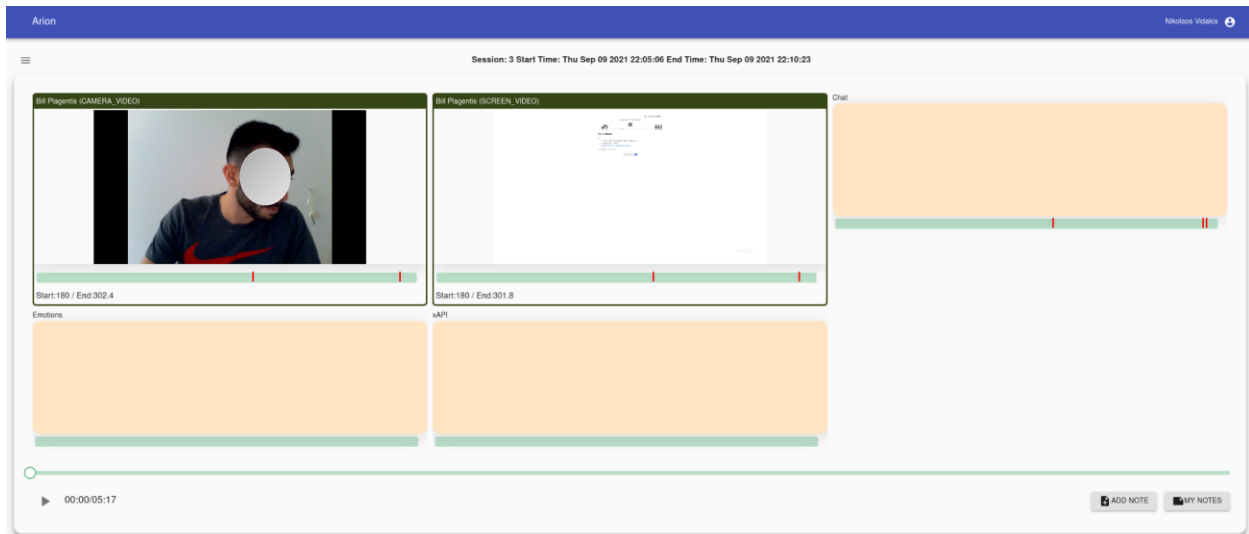 Arion
Nikolaos Vidakis
Session: 3 Start Time: Thu Sep 09 2021 22:05:06 End Time: Thu Sep 09 2021 22:10:23
Bill Plagentis (CAMERA_VIDEO)
Bill Plagentis (SCREEN_VIDEO)
Chat
Start:180 / End:302.4
Start:180 / End:301.8
Emotions
xAPI
00:00/05:17
ADD NOTE
MY NOTES